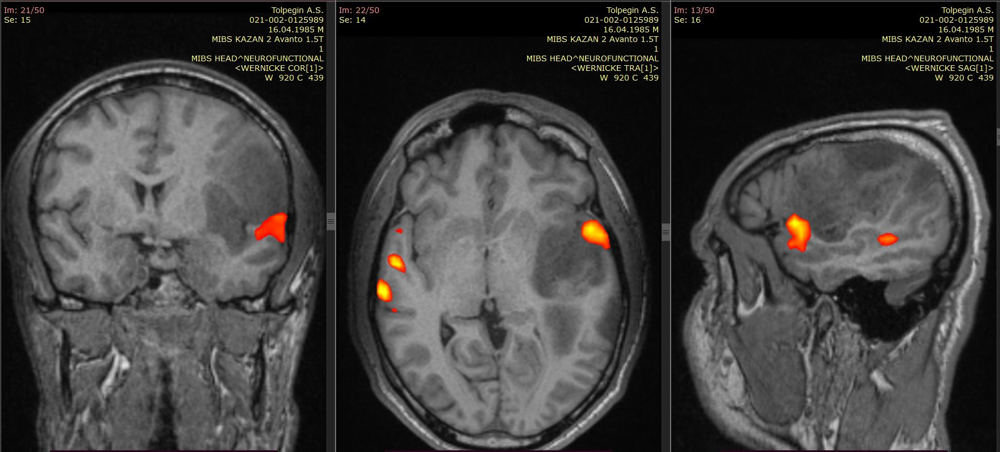 Im: 21/50
Se: 15
Tolpegin A.S.
021-002-0125989
16.04.1985 M
MIBS KAZAN 2 Avanto 1.5T
1
MIBS HEAD^NEUROFUNCTIONAL
<WERNICKE COR[1]>
W 920 C 439
Im: 22/50
Se: 14
Tolpegin A.S.
021-002-0125989
16.04.1985 M
MIBS KAZAN 2 Avanto 1.5T
1
MIBS HEAD^NEUROFUNCTIONAL
<WERNICKE TRA[1]>
W 920 C 439
Im: 13/50
Se: 16
Tolpegin A.S.
021-002-0125989
16.04.1985 M
MIBS KAZAN 2 Avanto 1.5T
1
MIBS HEAD^NEUROFUNCTIONAL
<WERNICKE SAG[1]>
W 920 C 439